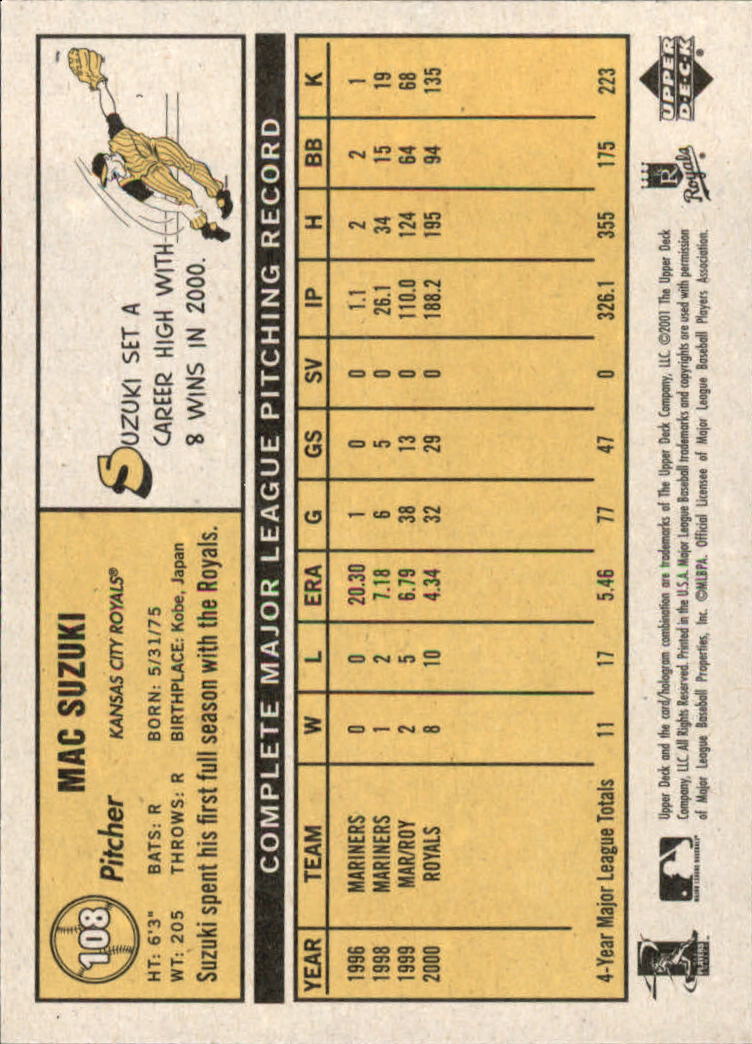 108
MAC SUZUKI
Pitcher KANSAS CITY ROYALS®
HT: 6'3" BATS: R BORN: 5/31/75
WT: 205 THROWS: R BIRTHPLACE: Kobe, Japan
Suzuki spent his first full season with the Royals.
SUZUKI SET A
CAREER HIGH WITH
8 WINS IN 2000.
COMPLETE MAJOR LEAGUE PITCHING RECORD
YEAR TEAM W L ERA G GS SV IP H BB K
1996 MARINERS 0 0 20.30 1 0 0 1.1 2 2 1
1998 MARINERS 1 2 7.18 6 5 0 26.1 34 15 19
1999 MAR/ROY 2 5 6.79 38 13 0 110.0 124 64 68
2000 ROYALS 8 10 4.34 32 29 0 188.2 195 94 135
4-Year Major League Totals 11 17 5.46 77 47 0 326.1 355 175 223
PLAYERS
MAJOR LEAGUE BASEBALL
Upper Deck and the card/hologram combination are trademarks of The Upper Deck Company, LLC. ©2001 The Upper Deck
Company, LLC. All Rights Reserved. Printed in the U.S.A. Major League Baseball trademarks and copyrights are used with permission
of Major League Baseball Properties, Inc. ©MLBPA. Official Licensee of Major League Baseball Players Association.
R
Royals
UPPER
DECK